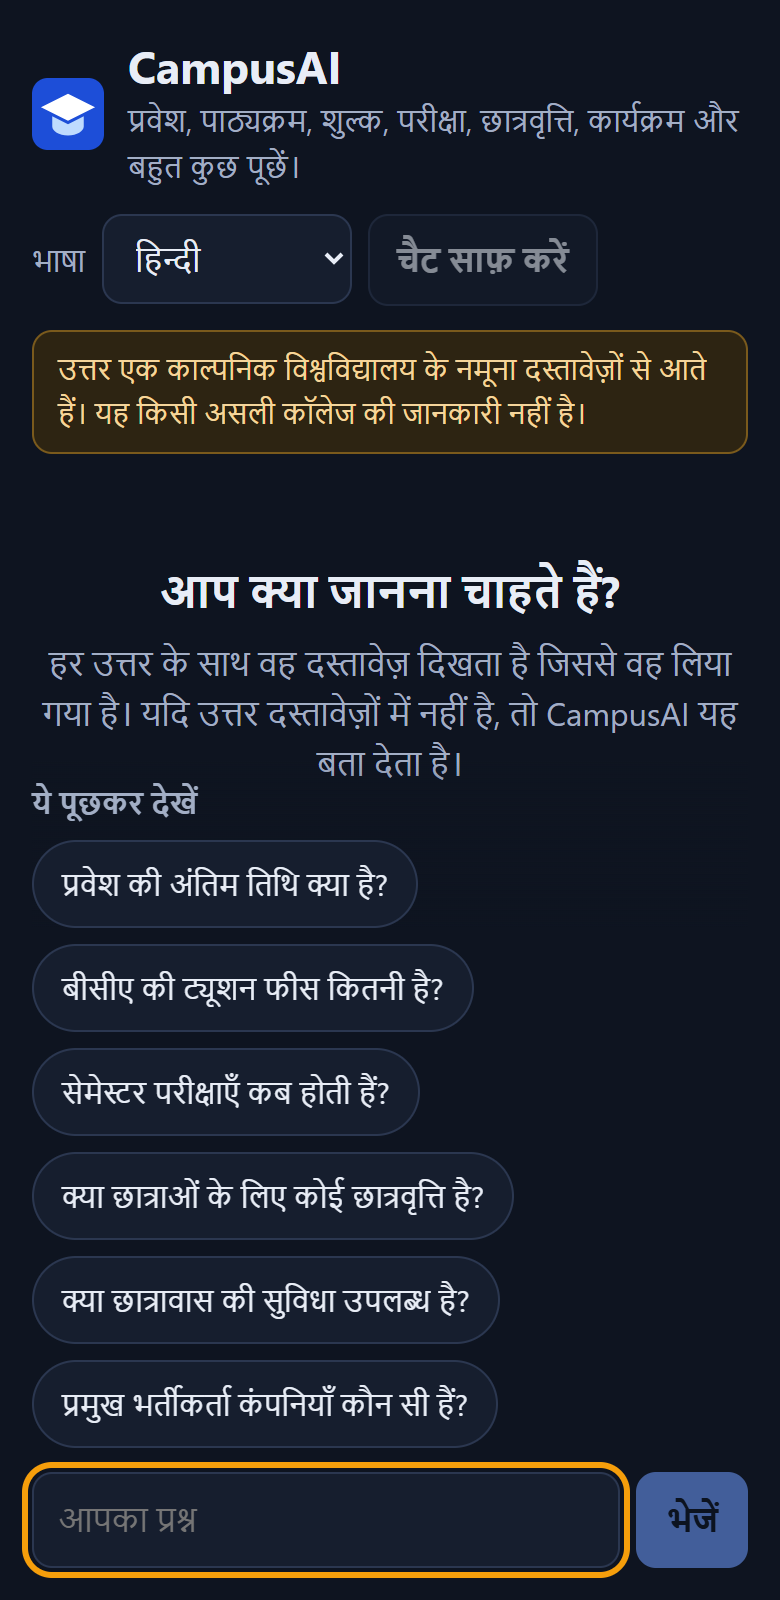 CampusAI
प्रवेश, पाठ्यक्रम, शुल्क, परीक्षा, छात्रवृत्ति, कार्यक्रम और
बहुत कुछ पूछें।
भाषा
हिन्दी
चैट साफ़ करें
उत्तर एक काल्पनिक विश्वविद्यालय के नमूना दस्तावेज़ों से आते
हैं। यह किसी असली कॉलेज की जानकारी नहीं है।
आप क्या जानना चाहते हैं?
हर उत्तर के साथ वह दस्तावेज़ दिखता है जिससे वह लिया
गया है। यदि उत्तर दस्तावेज़ों में नहीं है, तो CampusAI यह
बता देता है।
ये पूछकर देखें
प्रवेश की अंतिम तिथि क्या है?
बीसीए की ट्यूशन फीस कितनी है?
सेमेस्टर परीक्षाएँ कब होती हैं?
क्या छात्राओं के लिए कोई छात्रवृत्ति है?
क्या छात्रावास की सुविधा उपलब्ध है?
प्रमुख भर्तीकर्ता कंपनियाँ कौन सी हैं?
आपका प्रश्न
भेजें